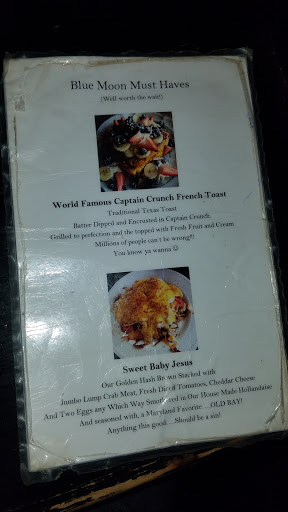 Blue Moon Must Haves
(Well worth the wait!)
World Famous Captain Crunch French Toast
Traditional Texas Toast
Batter Dipped and Encrusted in Captain Crunch
Grilled to perfection and the topped with Fresh Fruit and Cream
Millions of people can't be wrong!!!
You know ya wanna ☺
Sweet Baby Jesus
Our Golden Hash Brown Stacked with
Jumbo Lump Crab Meat, Fresh Diced Tomatoes, Cheddar Cheese
And Two Eggs any Which Way Smothered in Our House Made Hollandaise
And seasoned with, a Maryland Favorite ....OLD BAY!
Anything this good.... Should be a sin!